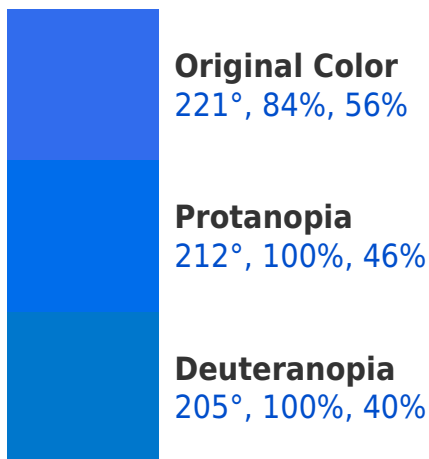 Original Color
221°, 84%, 56%
Protanopia
212°, 100%, 46%
Deuteranopia
205°, 100%, 40%